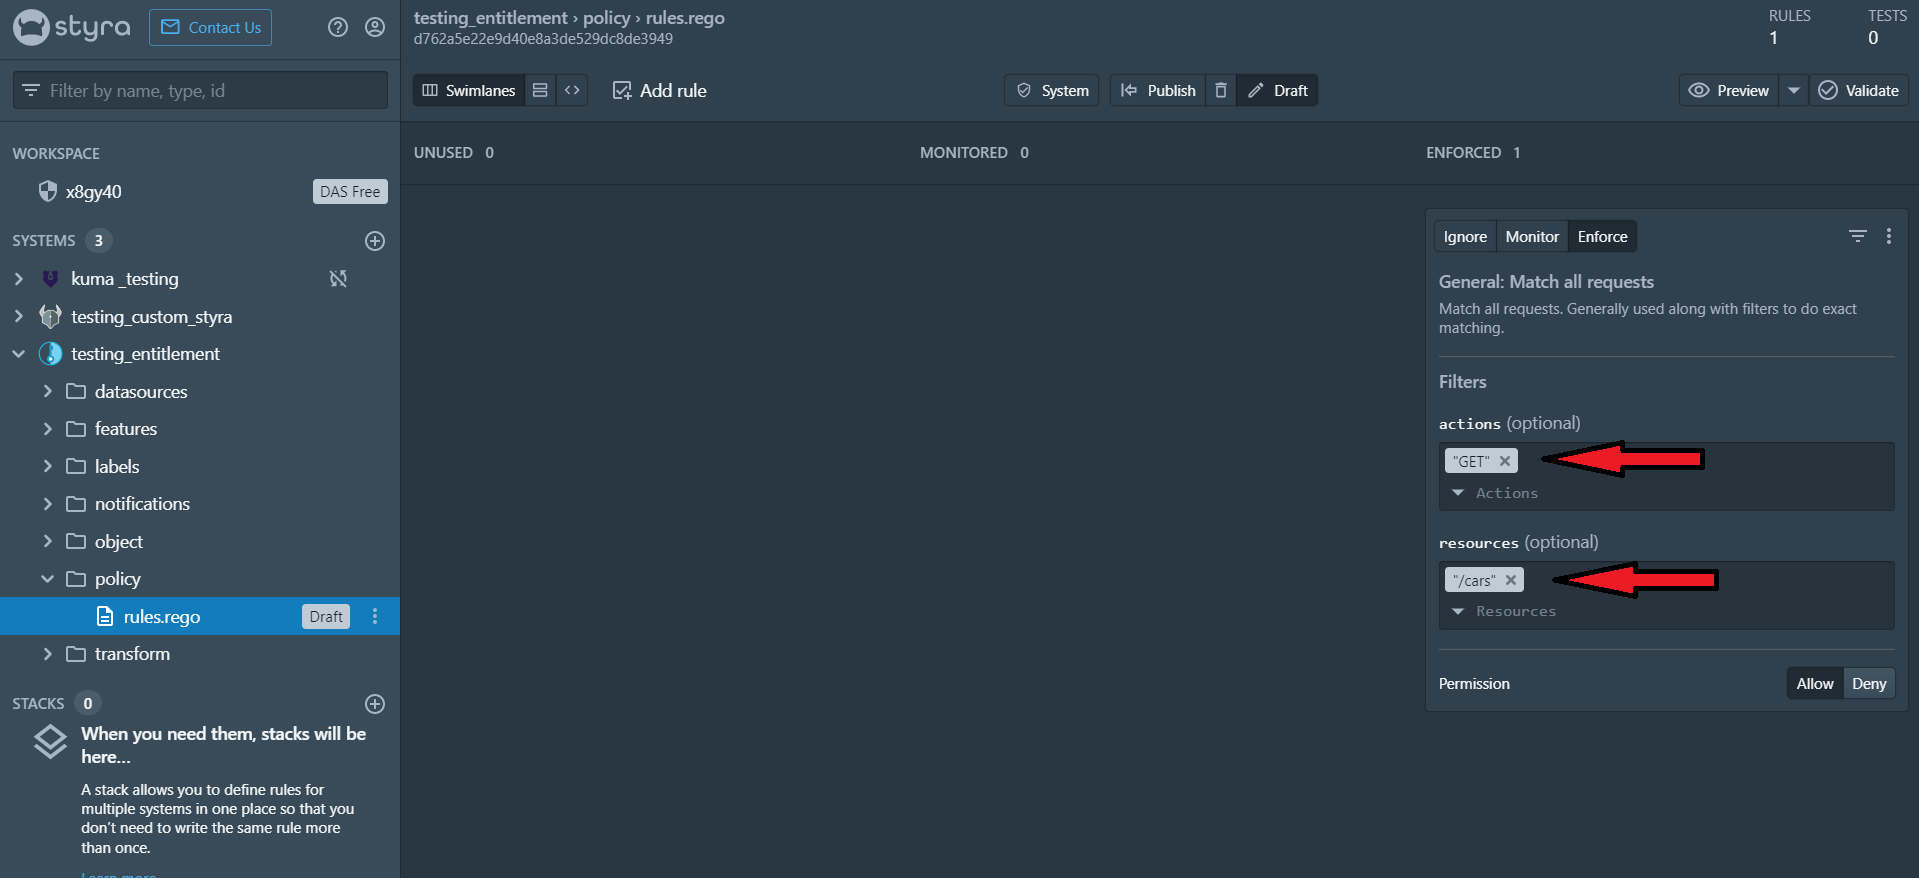 styra
Contact Us
Filter by name, type, id
WORKSPACE
x8gy40
DAS Free
SYSTEMS 3
kuma _testing
testing_custom_styra
testing_entitlement
datasources
features
labels
notifications
object
policy
rules.rego
Draft
transform
STACKS 0
When you need them, stacks will be
here...
A stack allows you to define rules for
multiple systems in one place so that you
don't need to write the same rule more
than once.
Learn more
testing_entitlement › policy › rules.rego
d762a5e22e9d40e8a3de529dc8de3949
RULES
1
TESTS
0
Swimlanes
Add rule
System
Publish
Draft
Preview
Validate
UNUSED 0
MONITORED 0
ENFORCED 1
Ignore
Monitor
Enforce
General: Match all requests
Match all requests. Generally used along with filters to do exact
matching.
Filters
actions (optional)
"GET"
Actions
resources (optional)
"/cars"
Resources
Permission
Allow
Deny